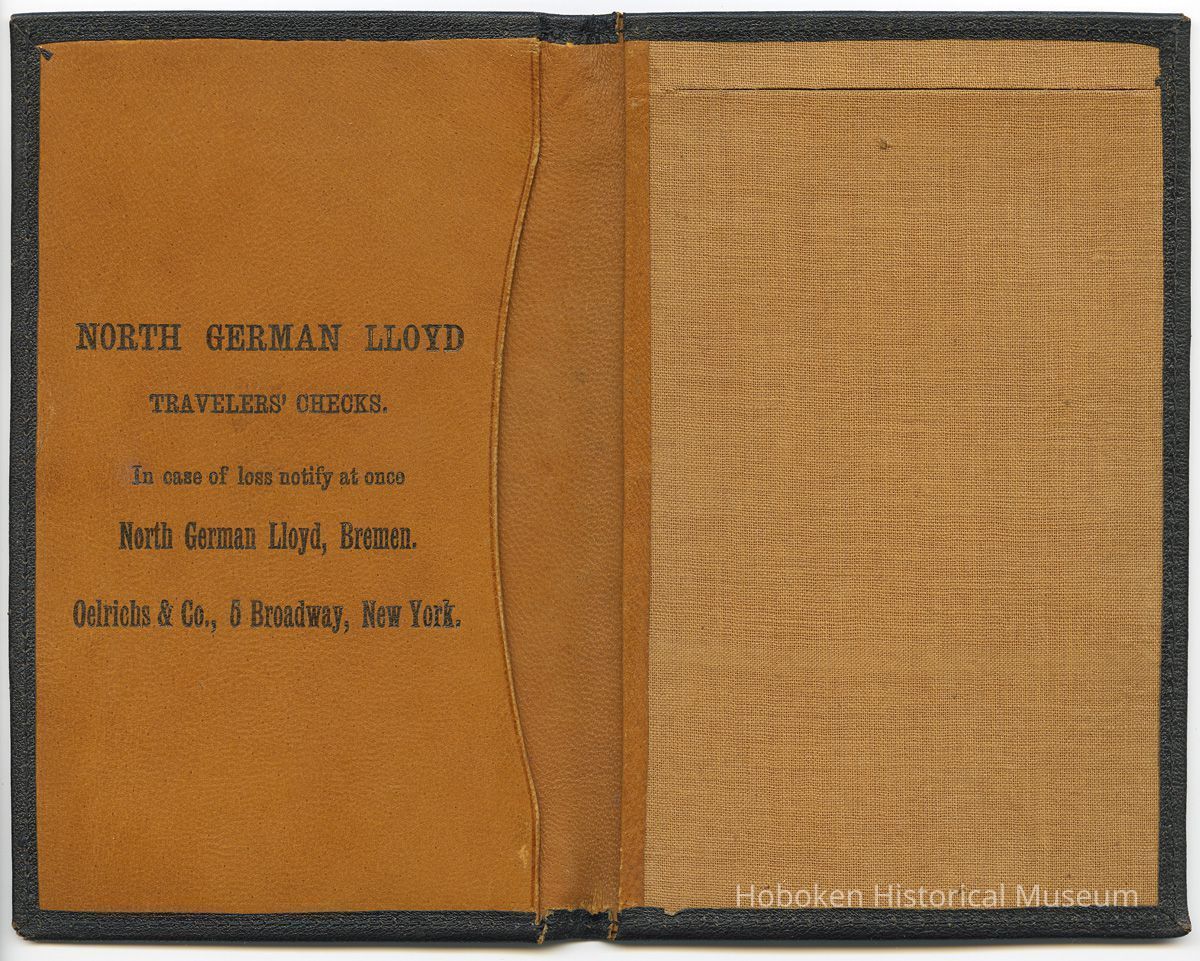 NORTH GERMAN LLOYD
TRAVELERS' CHECKS.
In case of loss notify at once
North German Lloyd, Bremen.
Oelrichs & Co., 5 Broadway, New York.
Hoboken Historical Museum